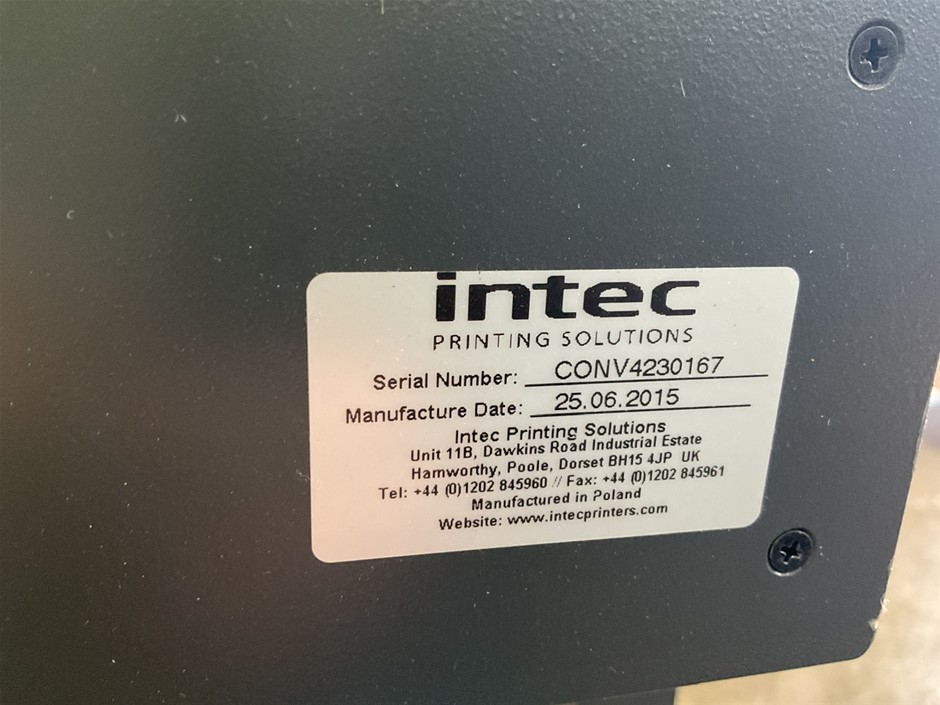 intec
PRINTING SOLUTIONS
Serial Number: CONV4230167
Manufacture Date: 25.06.2015
Intec Printing Solutions
Unit 11B, Dawkins Road Industrial Estate
Hamworthy, Poole, Dorset BH15 4JP UK
Tel: +44 (0)1202 845960 // Fax: +44 (0)1202 845961
Manufactured in Poland
Website: www.intecprinters.com